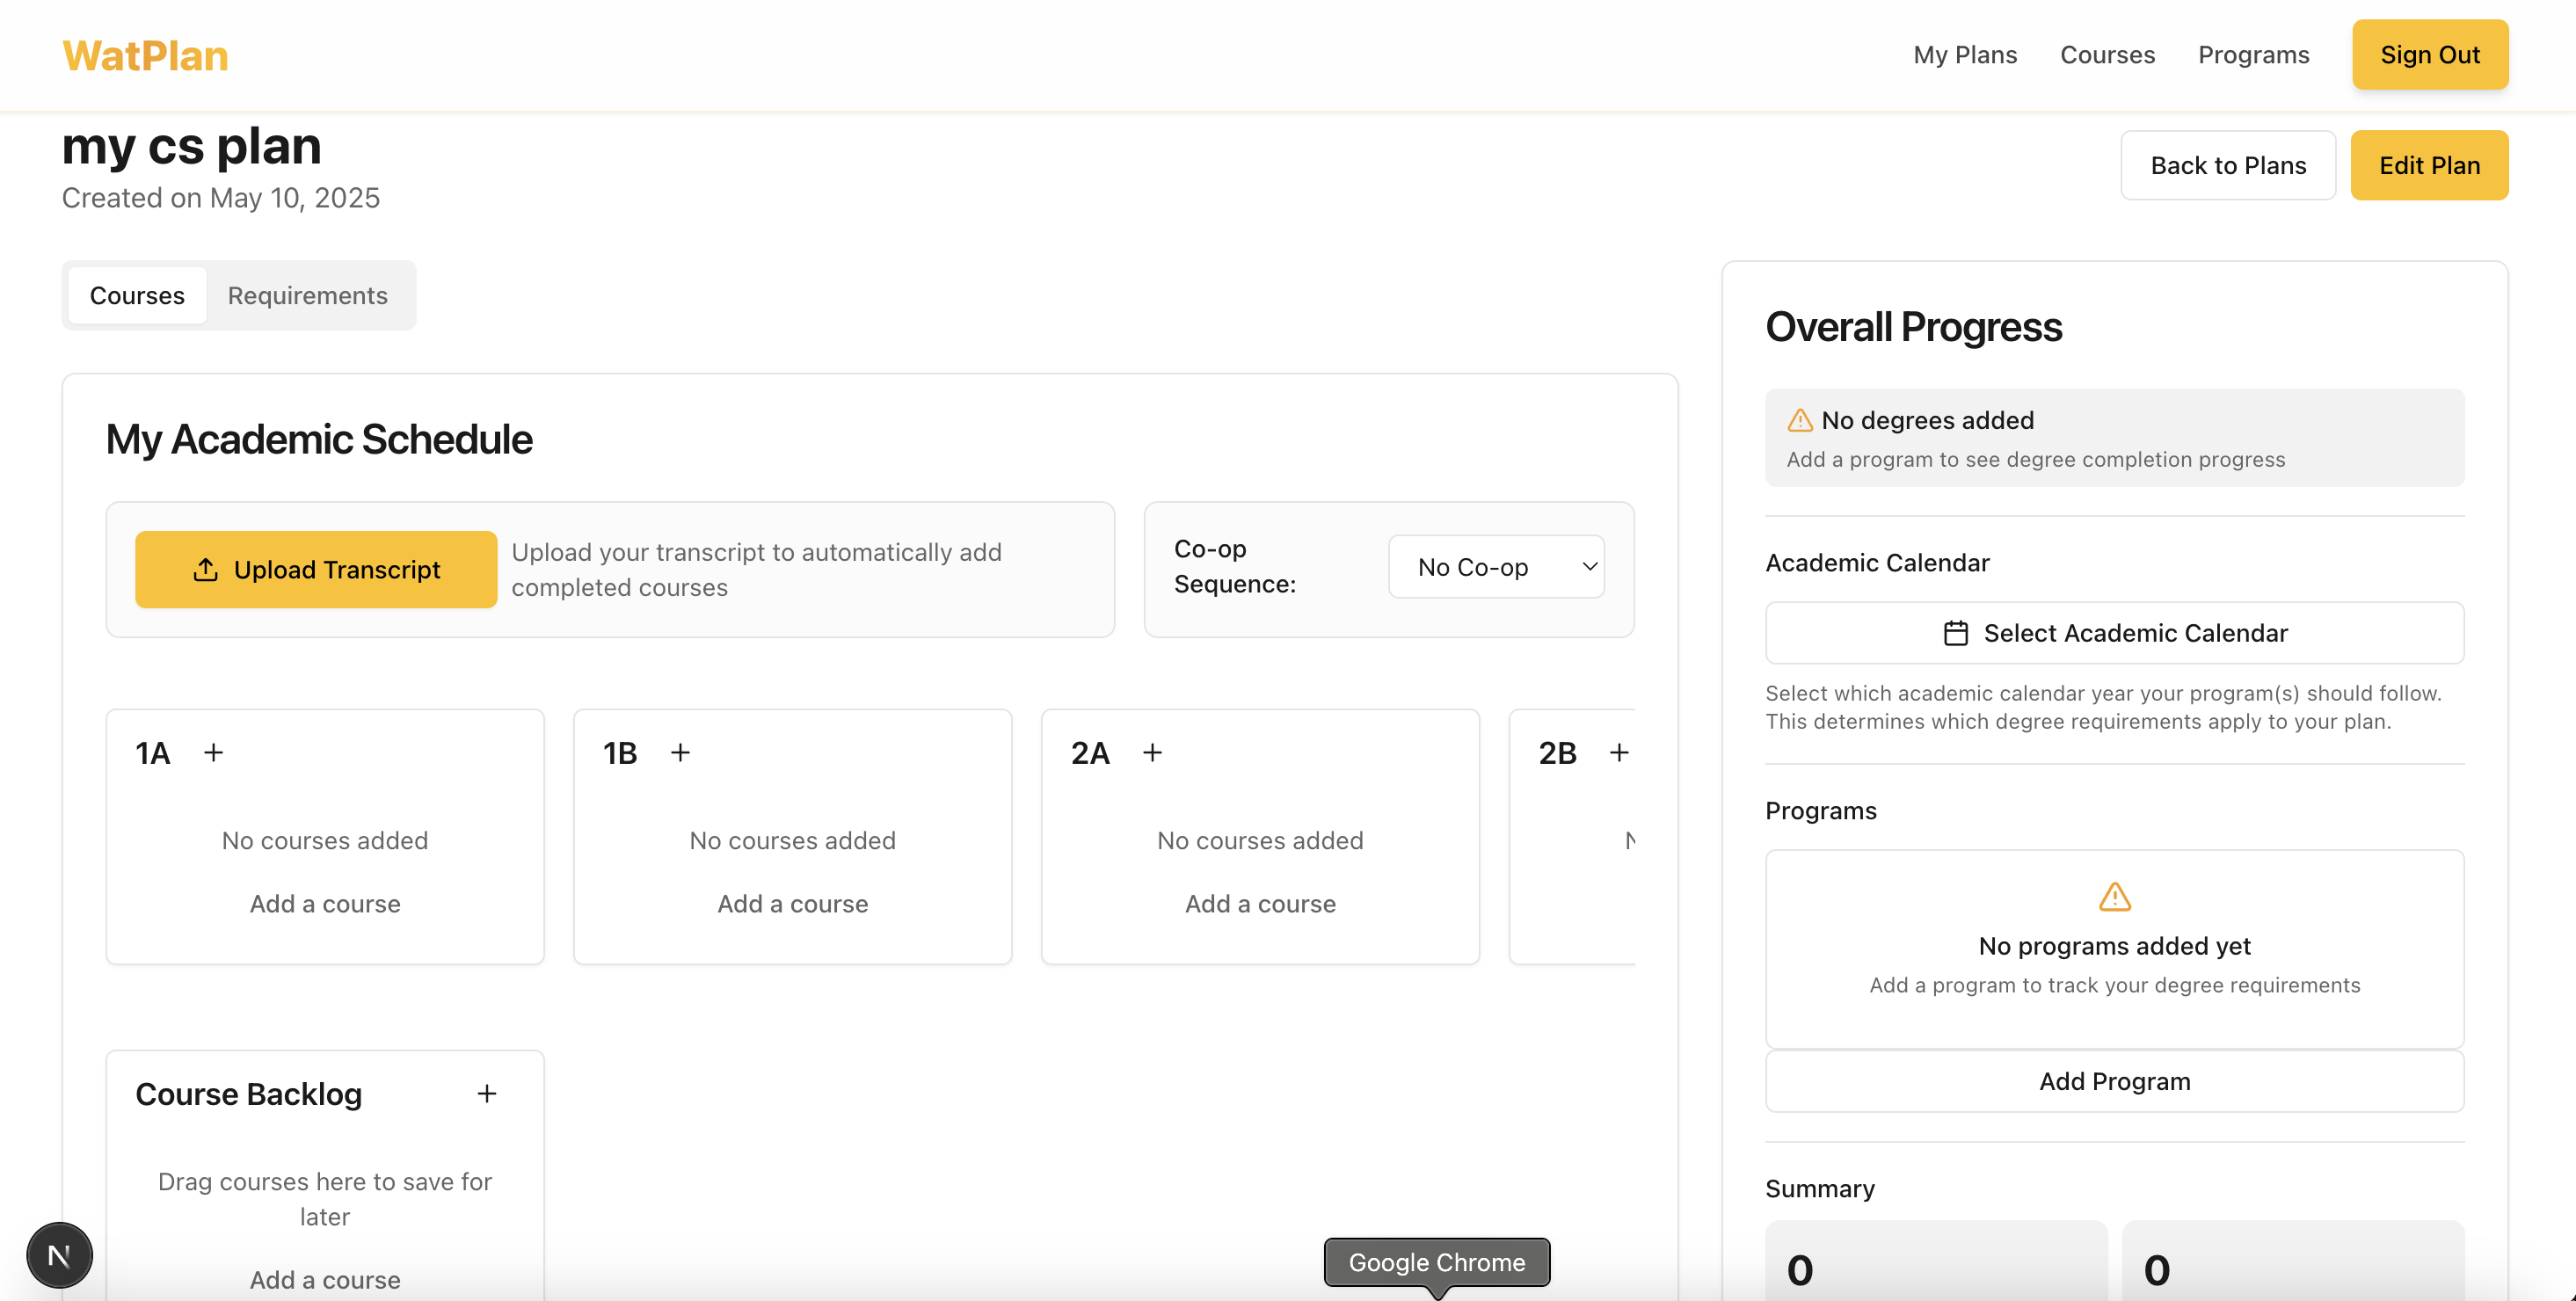 WatPlan
My Plans
Courses
Programs
Sign Out
my cs plan
Created on May 10, 2025
Back to Plans
Edit Plan
Courses
Requirements
My Academic Schedule
Upload Transcript
Upload your transcript to automatically add
completed courses
Co-op
Sequence:
No Co-op
1A +
No courses added
Add a course
1B +
No courses added
Add a course
2A +
No courses added
Add a course
2B +
Course Backlog +
Drag courses here to save for
later
Add a course
Overall Progress
No degrees added
Add a program to see degree completion progress
Academic Calendar
Select Academic Calendar
Select which academic calendar year your program(s) should follow.
This determines which degree requirements apply to your plan.
Programs
No programs added yet
Add a program to track your degree requirements
Add Program
Summary
0
0
N
Google Chrome